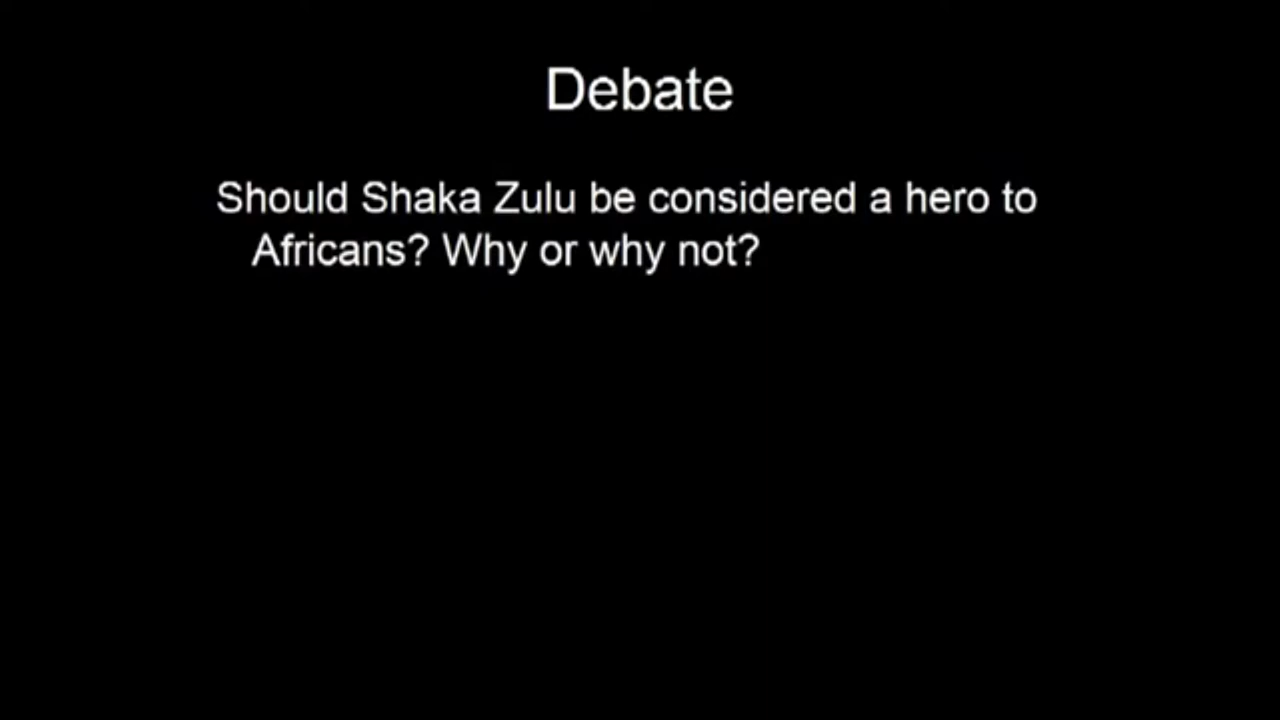 Debate
Should Shaka Zulu be considered a hero to
Africans? Why or why not?